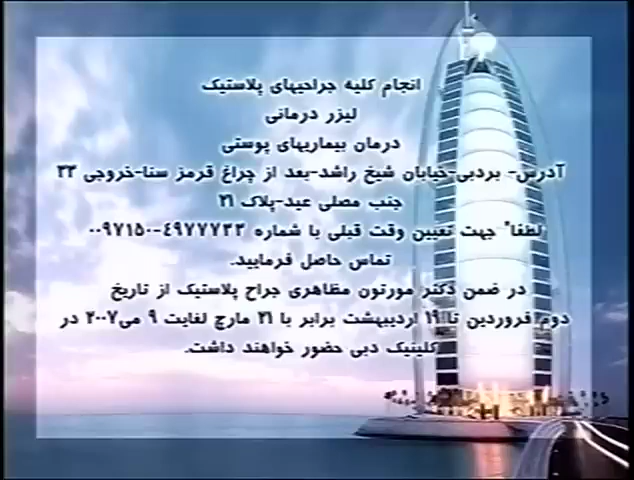 انجام کلیه جراحیهای پلاستیک
لیزر درمانی
درمان بیماریهای پوستی
آدرس- بردبی-خیابان شیخ راشد-بعد از چراغ قرمز سنا-خروجی ۳۳
جنب مصلی عید-پلاک ۲۱
لطفا" جهت تعیین وقت قبلی با شماره ۴۹۷۷۷۳۳-۰۰۹۷۱۵۰
تماس حاصل فرمایید.
در ضمن دکتر مورتون مظاهری جراح پلاستیک از تاریخ
دوم فروردین تا ۱۹ اردیبهشت برابر با ۲۱ مارچ لغایت ۹ می۲۰۰۷ در
کلینیک دبی حضور خواهند داشت.